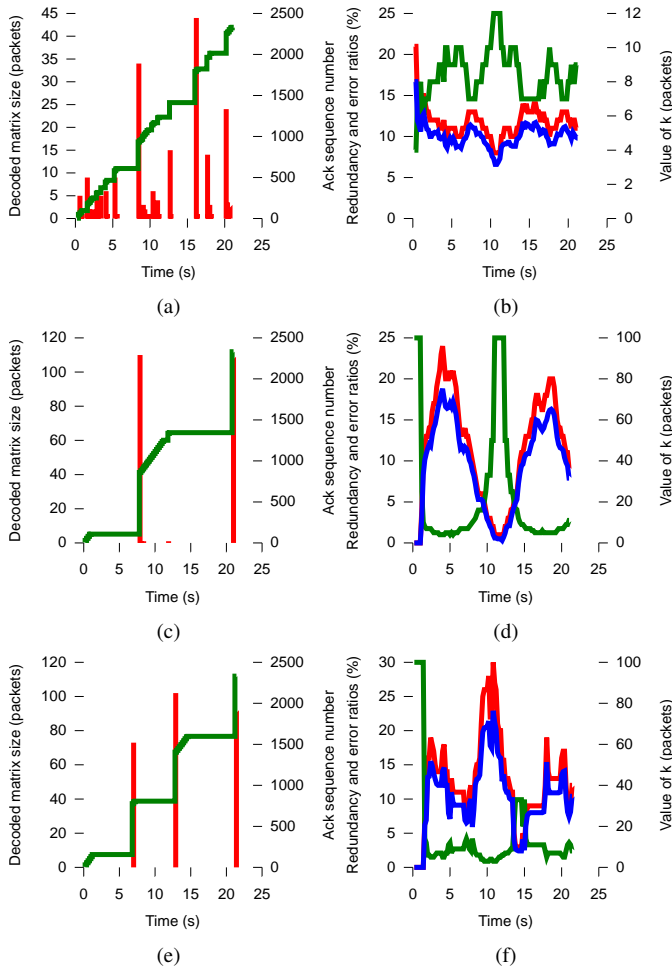 Decoded matrix size (packets)
45
40
35
30
25
20
15
10
5
0
0 5 10 15 20 25
Time (s)
2500
2000
1500
1000
500
0
Ack sequence number
(a)
Redundancy and error ratios (%)
25
20
15
10
5
0
0 5 10 15 20 25
Time (s)
12
10
8
6
4
2
0
Value of k (packets)
(b)
Decoded matrix size (packets)
120
100
80
60
40
20
0
0 5 10 15 20 25
Time (s)
2500
2000
1500
1000
500
0
Ack sequence number
(c)
Redundancy and error ratios (%)
25
20
15
10
5
0
0 5 10 15 20 25
Time (s)
100
80
60
40
20
0
Value of k (packets)
(d)
Decoded matrix size (packets)
120
100
80
60
40
20
0
0 5 10 15 20 25
Time (s)
2500
2000
1500
1000
500
0
Ack sequence number
(e)
Redundancy and error ratios (%)
30
25
20
15
10
5
0
0 5 10 15 20 25
Time (s)
100
80
60
40
20
0
Value of k (packets)
(f)